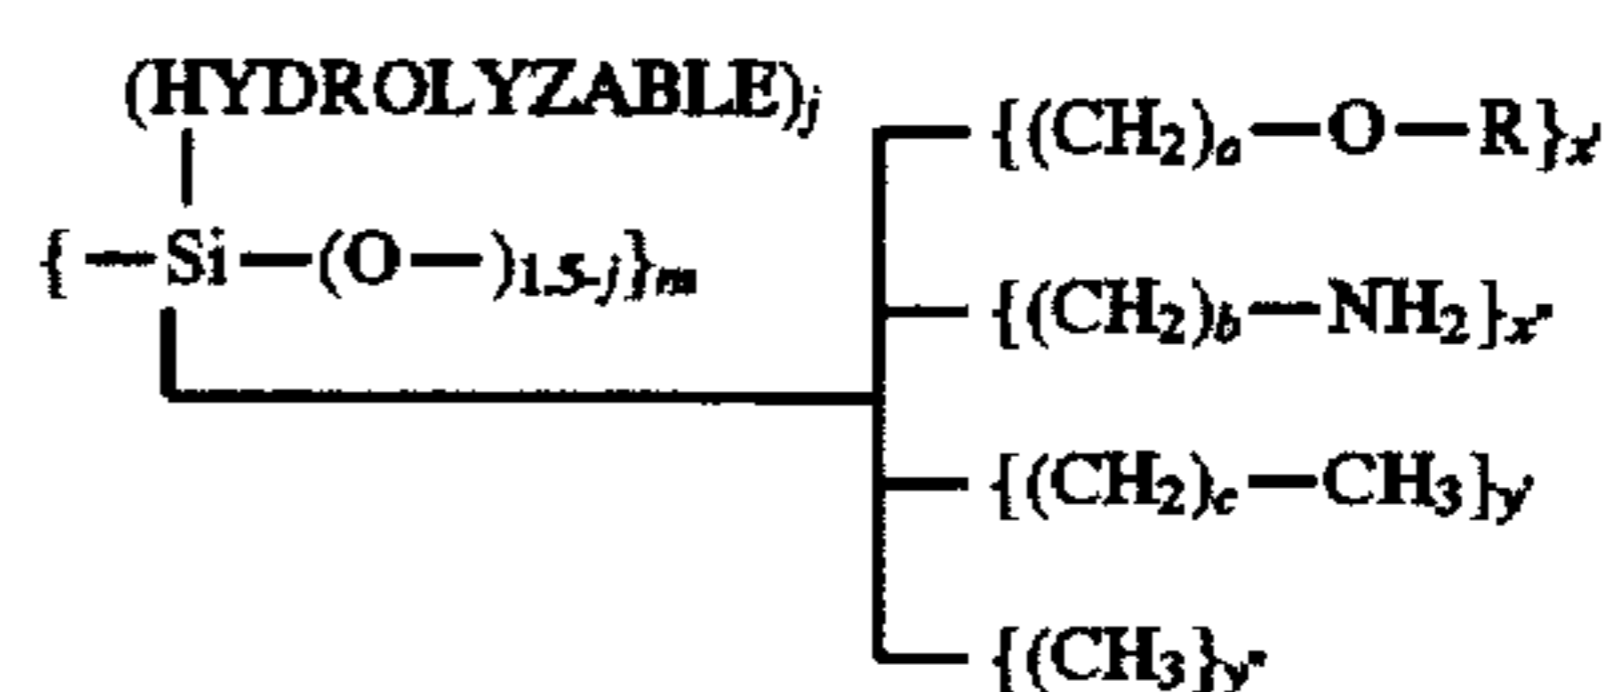 (HYDROLYZABLE)j
{(CH2)a—O—R}x'
{—Si—(O—)1.5-j}m
{(CH2)b—NH2}x"
{(CH2)c—CH3}y'
{(CH3}y"